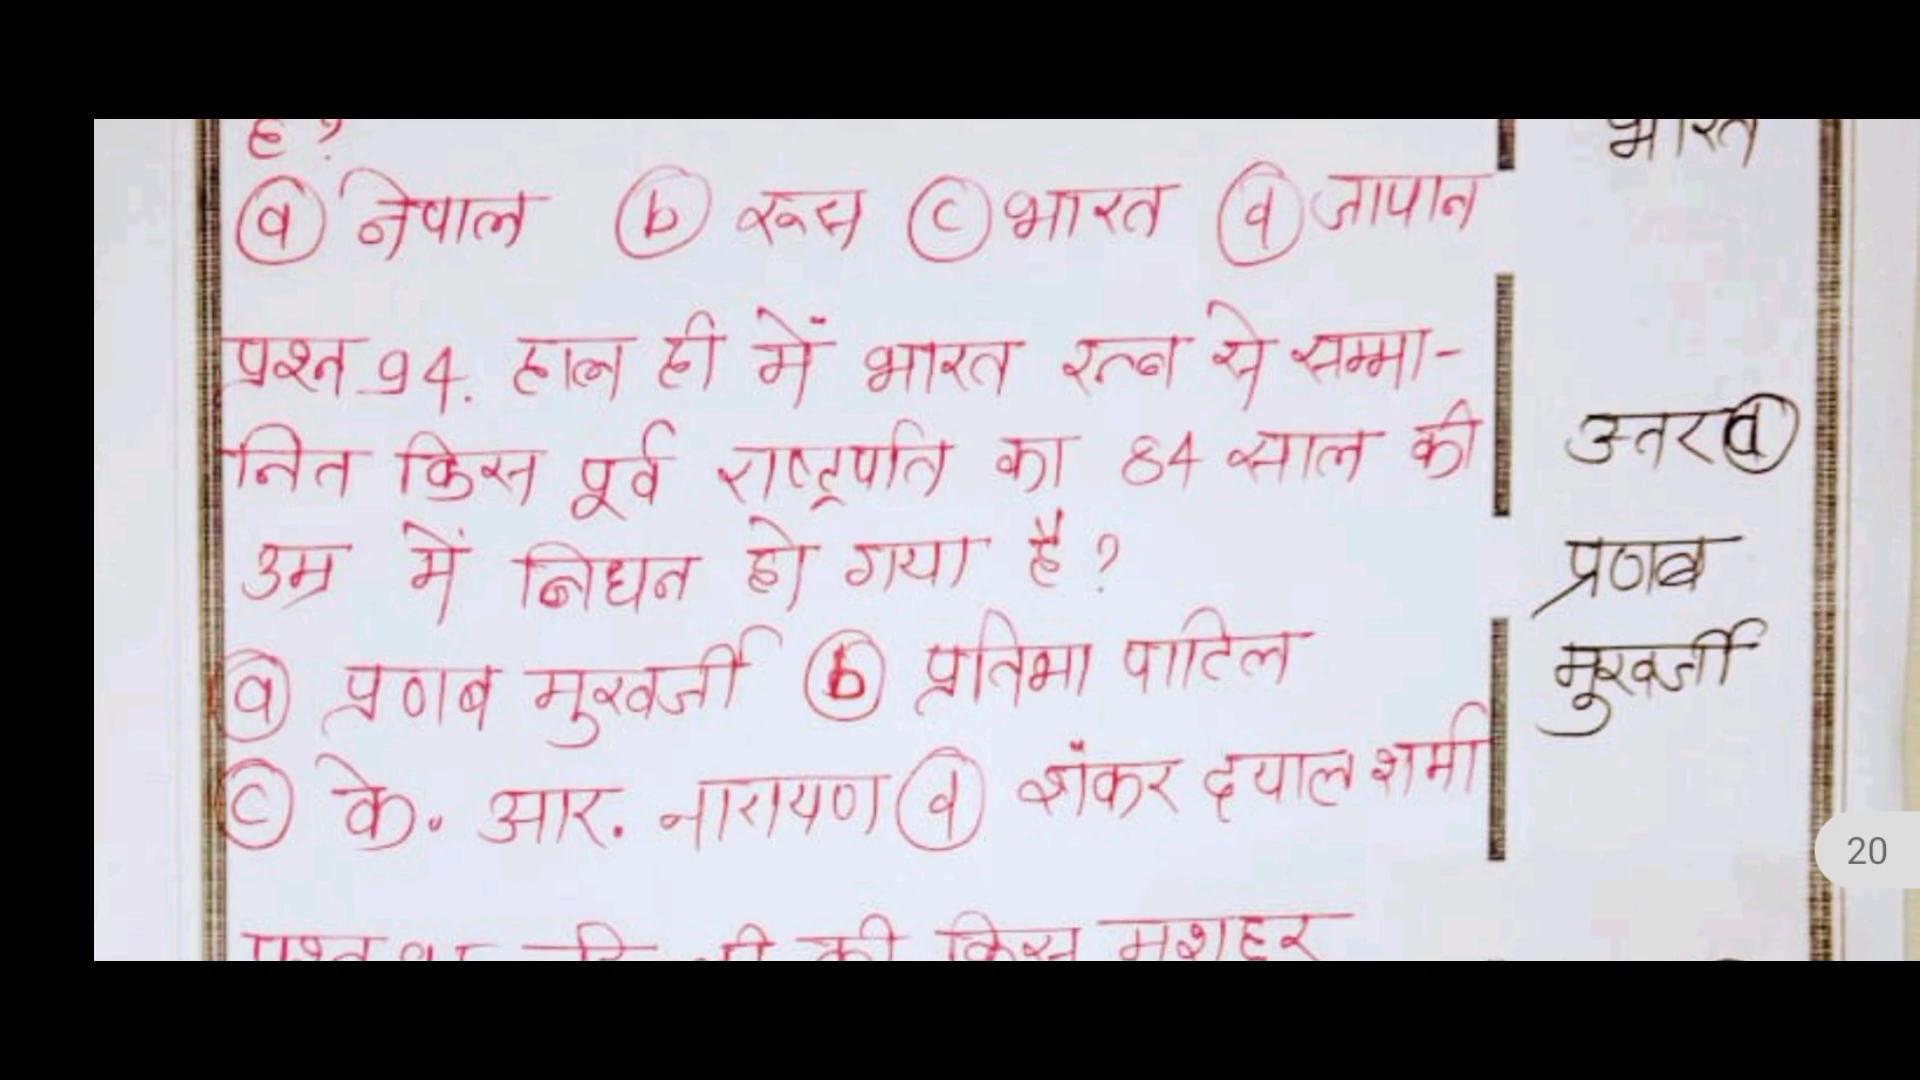 है?
ⓐ नेपाल ⓑ रूस ⓒ भारत ⓓ जापान
भारत
प्रश्न 94. हाल ही में भारत रत्न से सम्मा-
नित किस पूर्व राष्ट्रपति का 84 साल की
उम्र में निधन हो गया है?
ⓐ प्रणब मुखर्जी ⓑ प्रतिभा पाटिल
ⓒ के. आर. नारायण ⓓ शंकर दयाल शर्मा
उत्तर ⓐ
प्रणब
मुखर्जी
20
की किस मशहूर